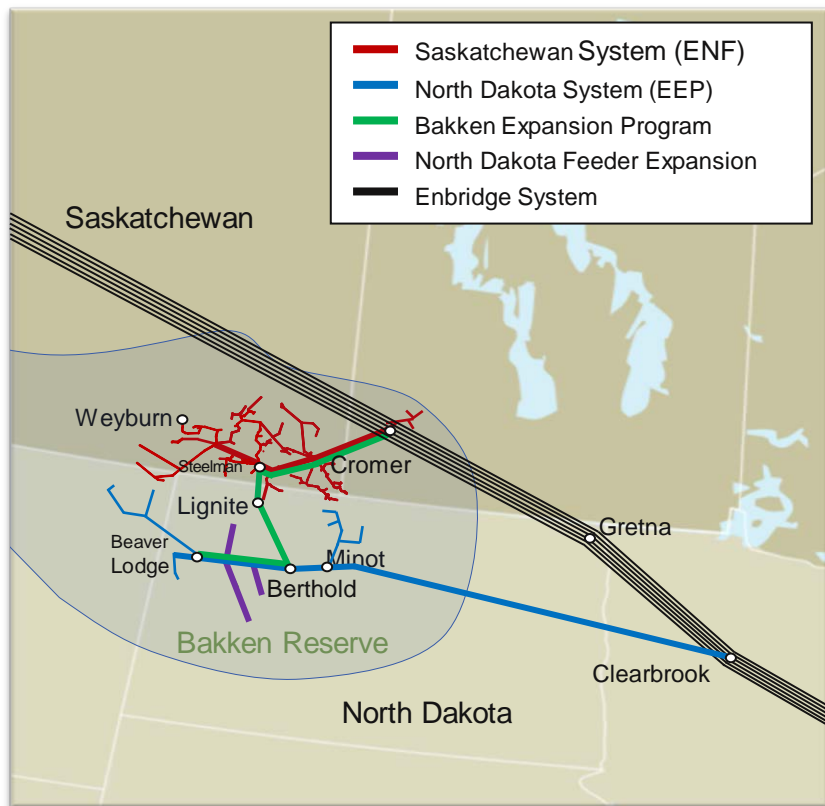 Saskatchewan System (ENF)
North Dakota System (EEP)
Bakken Expansion Program
North Dakota Feeder Expansion
Enbridge System
Saskatchewan
Weyburn
Steelman
Cromer
Lignite
Gretna
Beaver
Lodge
Minot
Berthold
Bakken Reserve
Clearbrook
North Dakota